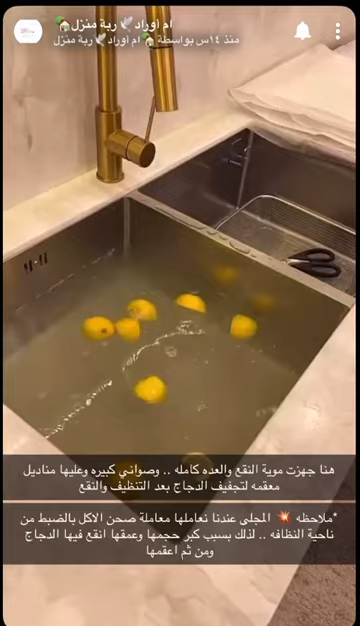 ام أوراد🕊️ ربة منزل🏡
منذ ١٤س بواسطة🏡 ام أوراد🕊️ ربة منزل
هنا جهزت موية النقع والعده كامله .. وصواني كبيره وعليها مناديل
معقمه لتجفيف الدجاج بعد التنظيف والنقع
*ملاحظه 💥 المجلى عندنا نعاملها معاملة صحن الاكل بالضبط من
ناحية النظافه .. لذلك بسبب كبر حجمها وعمقها انقع فيها الدجاج
ومن ثم اعقمها